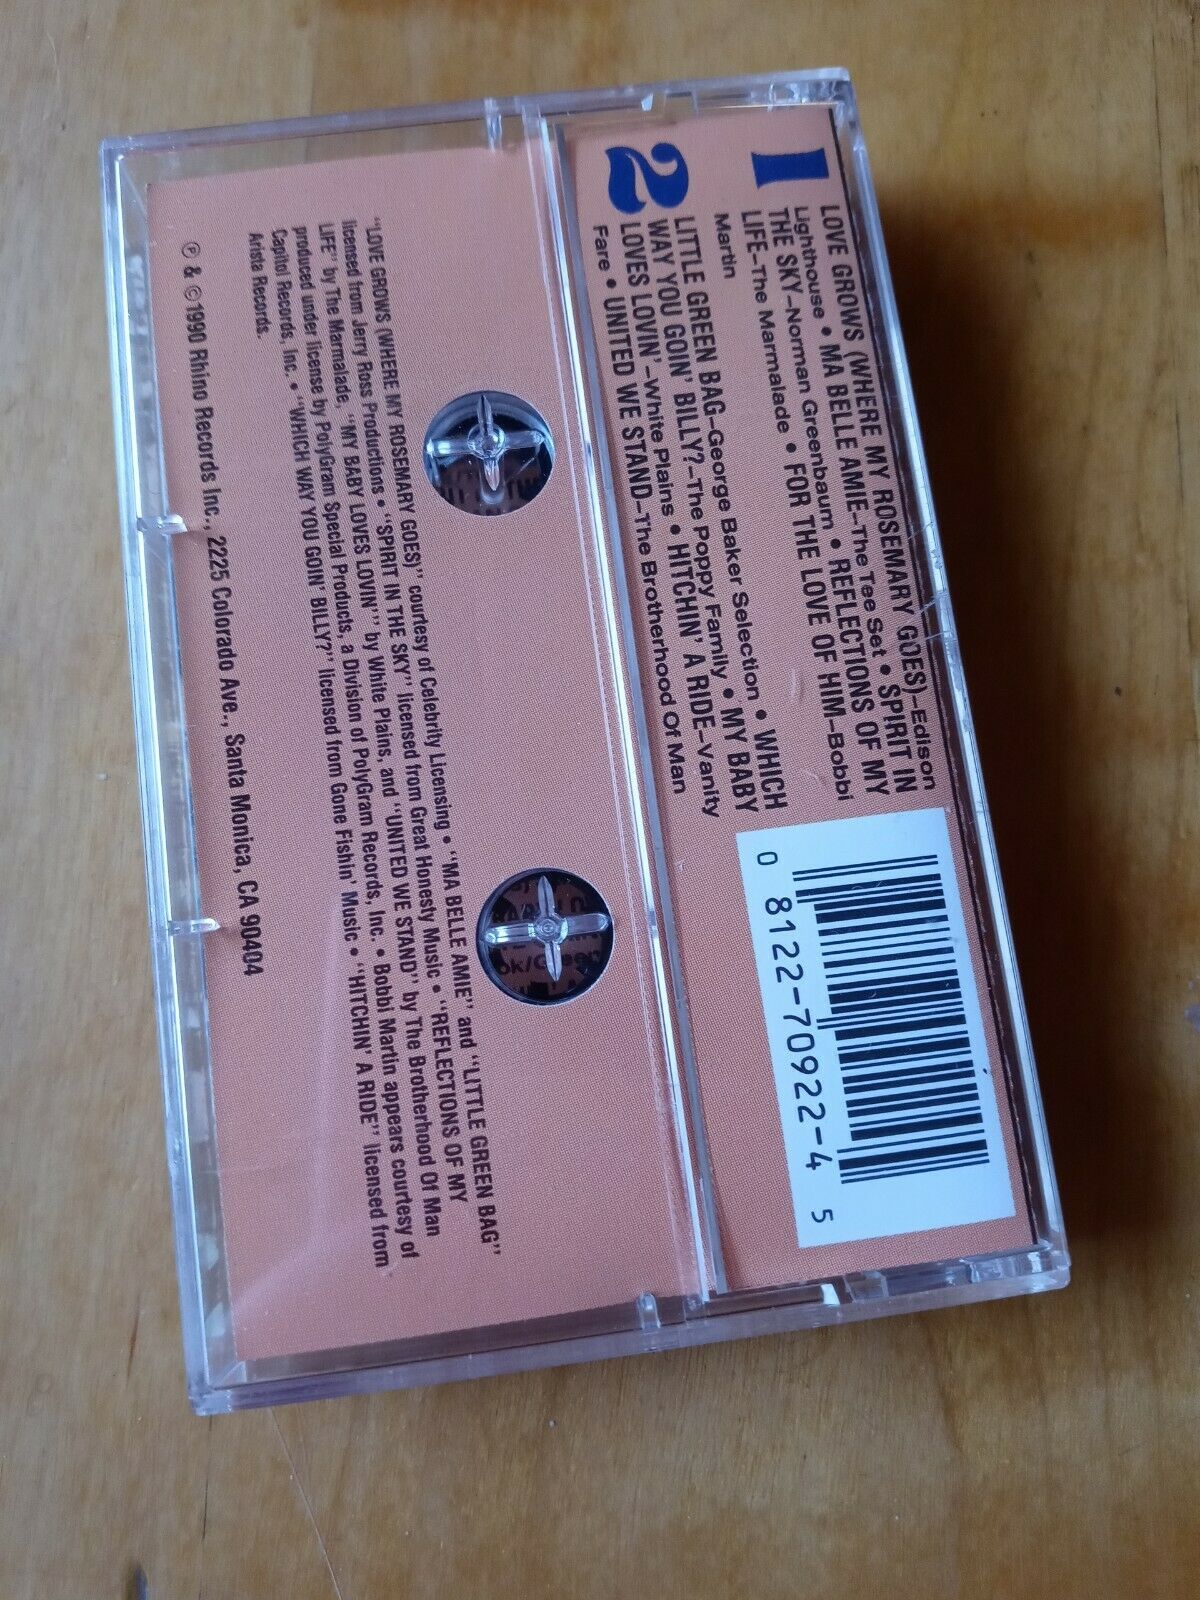 1
LOVE GROWS (WHERE MY ROSEMARY GOES)–Edison
Lighthouse • MA BELLE AMIE–The Tee Set • SPIRIT IN
THE SKY–Norman Greenbaum • REFLECTIONS OF MY
LIFE–The Marmalade • FOR THE LOVE OF HIM–Bobbi
Martin
2
LITTLE GREEN BAG–George Baker Selection • WHICH
WAY YOU GOIN' BILLY?–The Poppy Family • MY BABY
LOVES LOVIN'–White Plains • HITCHIN' A RIDE–Vanity
Fare • UNITED WE STAND–The Brotherhood Of Man
0 8122-70922-4 5
"LOVE GROWS (WHERE MY ROSEMARY GOES)" courtesy of Celebrity Licensing • "MA BELLE AMIE" and "LITTLE GREEN BAG"
licensed from Jerry Ross Productions • "SPIRIT IN THE SKY" licensed from Great Honesty Music • "REFLECTIONS OF MY
LIFE" by The Marmalade, "MY BABY LOVES LOVIN'" by White Plains, and "UNITED WE STAND" by The Brotherhood Of Man
produced under license by PolyGram Special Products, a Division of PolyGram Records, Inc. • Bobbi Martin appears courtesy of
Capitol Records, Inc. • "WHICH WAY YOU GOIN' BILLY?" licensed from Gone Fishin' Music • "HITCHIN' A RIDE" licensed from
Arista Records.
℗ & © 1990 Rhino Records Inc., 2225 Colorado Ave., Santa Monica, CA 90404